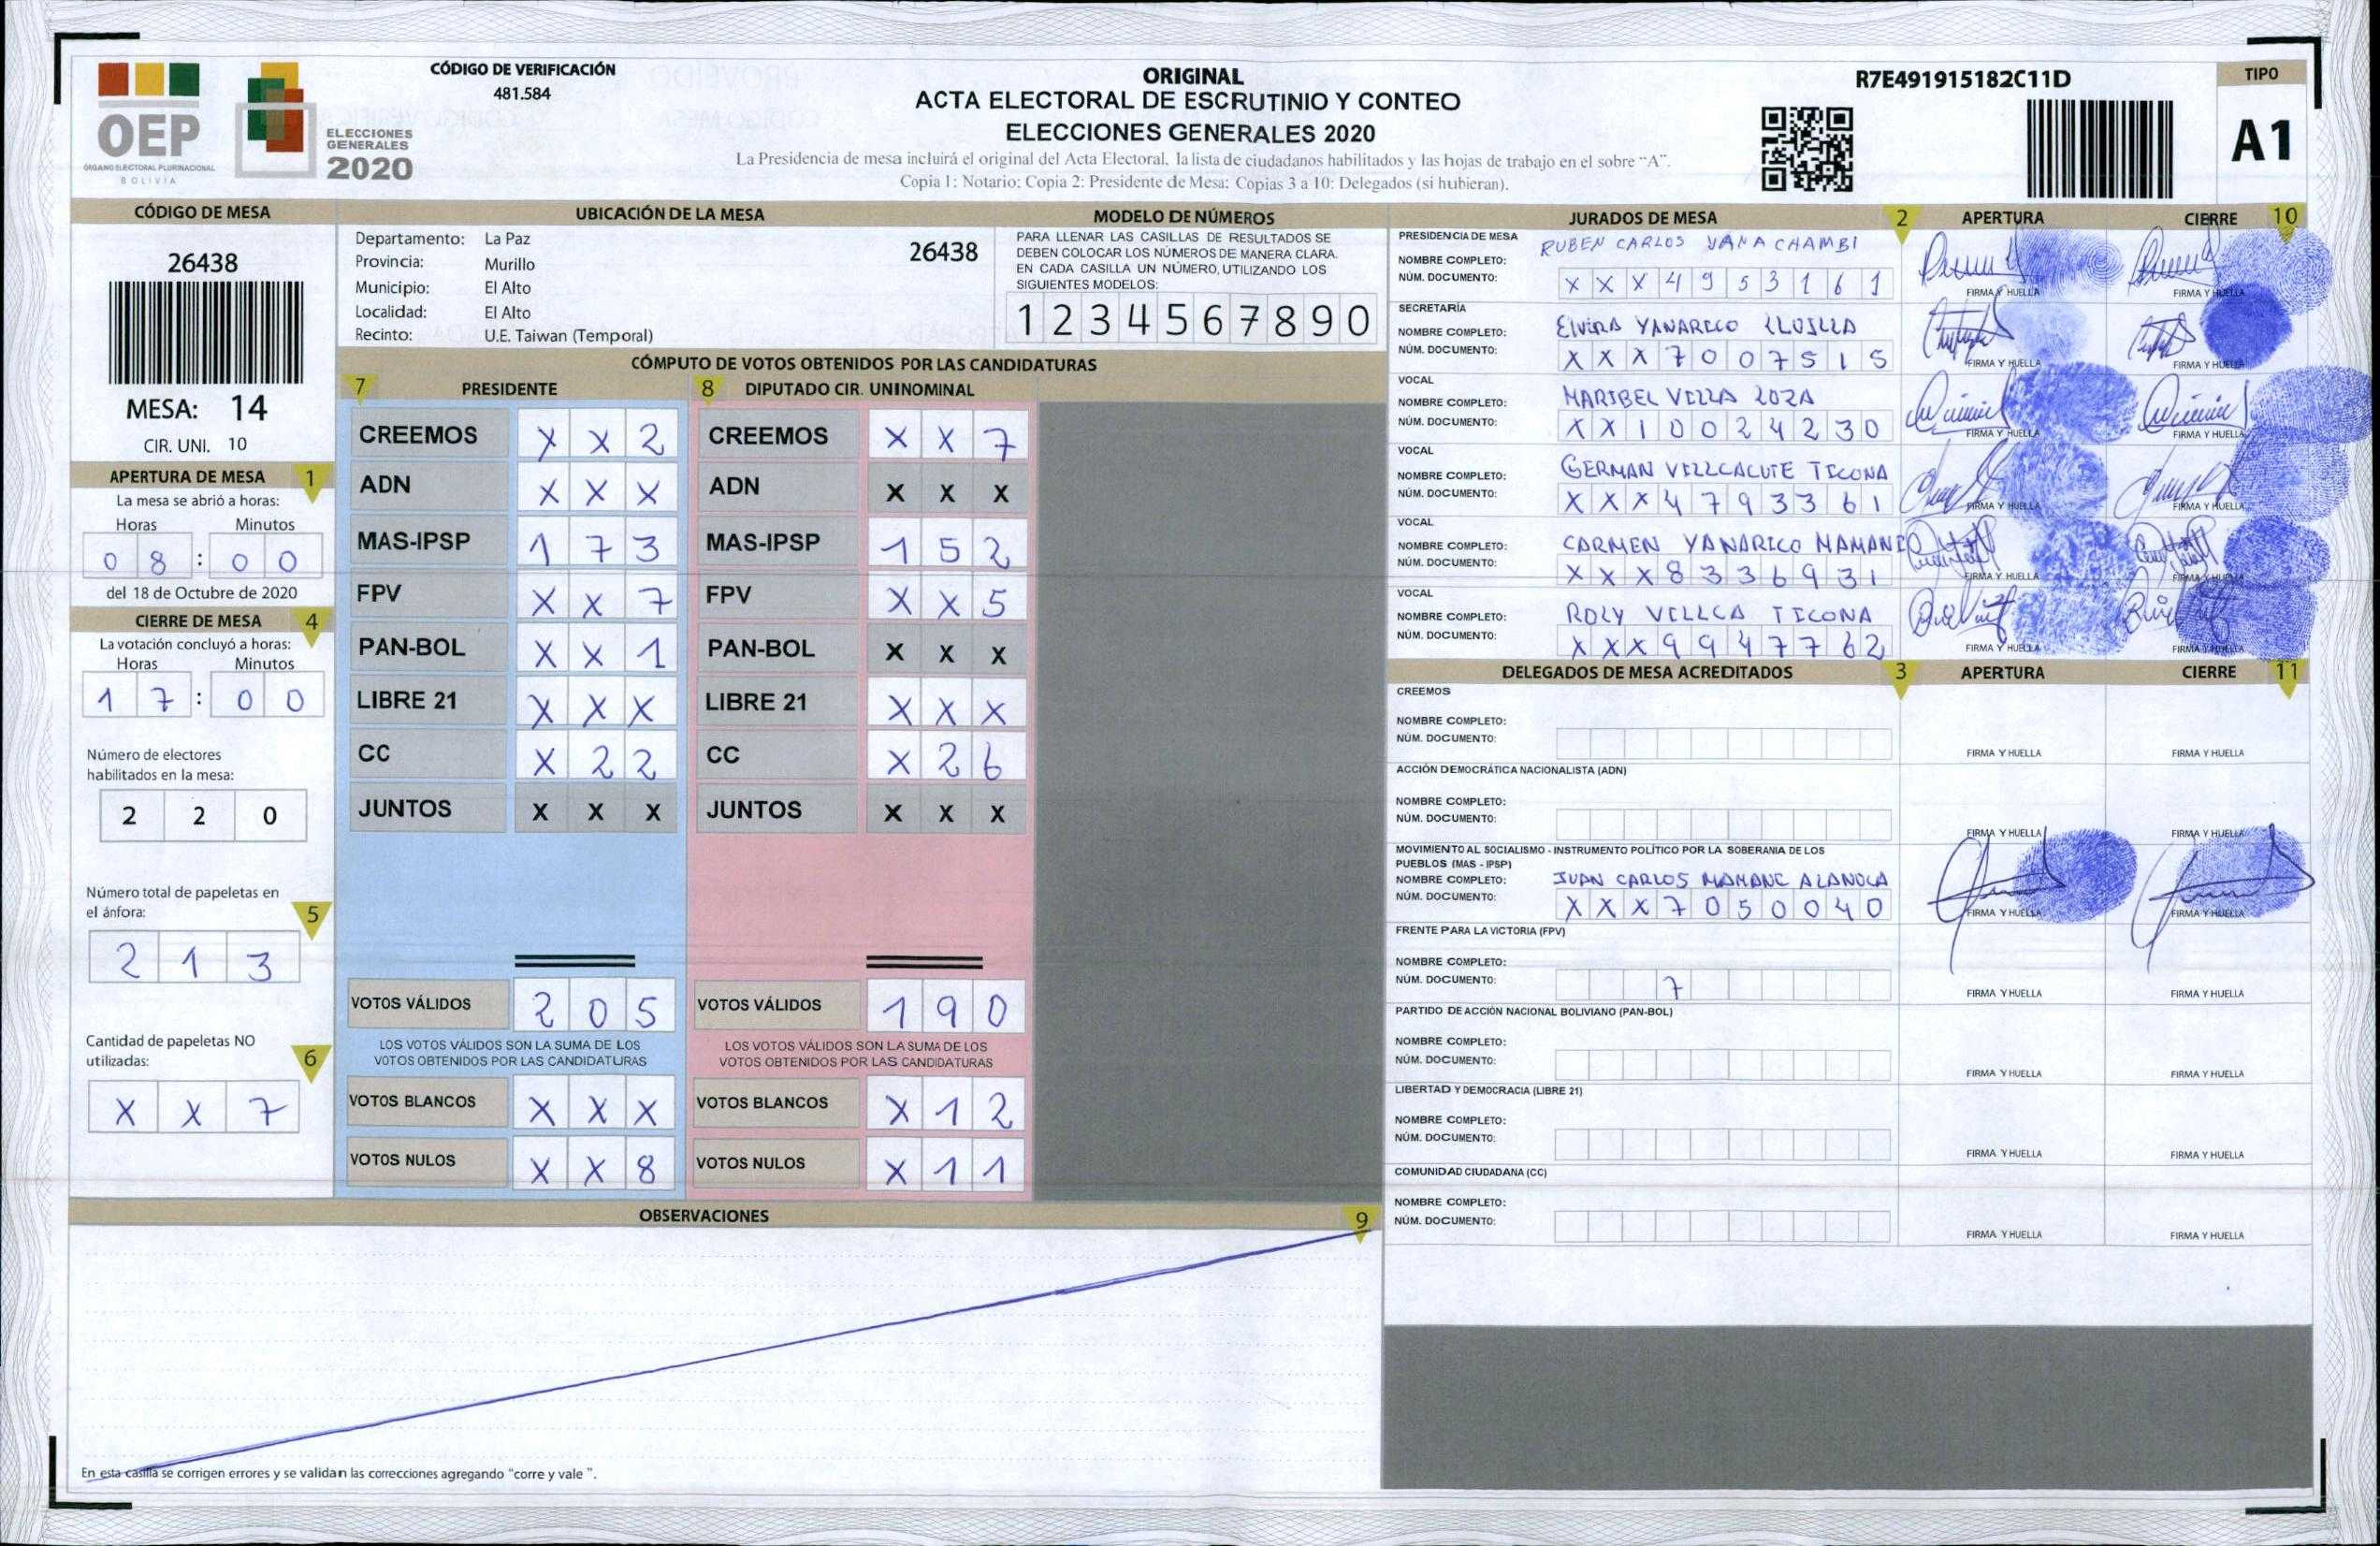 OEP
ÓRGANO ELECTORAL PLURINACIONAL
BOLIVIA
ELECCIONES
GENERALES
2020
CÓDIGO DE VERIFICACIÓN
481.584
ORIGINAL
ACTA ELECTORAL DE ESCRUTINIO Y CONTEO
ELECCIONES GENERALES 2020
La Presidencia de mesa incluirá el original del Acta Electoral, la lista de ciudadanos habilitados y las hojas de trabajo en el sobre “A”.
Copia 1: Notario; Copia 2: Presidente de Mesa; Copias 3 a 10: Delegados (si hubieran).
R7E491915182C11D
TIPO
A1
CÓDIGO DE MESA
26438
MESA: 14
CIR. UNI. 10
APERTURA DE MESA 1
La mesa se abrió a horas:
Horas Minutos
0 8 : 0 0
del 18 de Octubre de 2020
CIERRE DE MESA 4
La votación concluyó a horas:
Horas Minutos
1 7 : 0 0
Número de electores
habilitados en la mesa:
2 2 0
Número total de papeletas en
el ánfora: 5
2 1 3
Cantidad de papeletas NO
utilizadas: 6
X X 7
UBICACIÓN DE LA MESA
Departamento: La Paz
26438
Provincia: Murillo
Municipio: El Alto
Localidad: El Alto
Recinto: U.E. Taiwan (Temporal)
MODELO DE NÚMEROS
PARA LLENAR LAS CASILLAS DE RESULTADOS SE
DEBEN COLOCAR LOS NÚMEROS DE MANERA CLARA.
EN CADA CASILLA UN NÚMERO, UTILIZANDO LOS
SIGUIENTES MODELOS:
1 2 3 4 5 6 7 8 9 0
CÓMPUTO DE VOTOS OBTENIDOS POR LAS CANDIDATURAS
7 PRESIDENTE
CREEMOS X X 2
ADN X X X
MAS-IPSP 1 7 3
FPV X X 7
PAN-BOL X X 1
LIBRE 21 X X X
CC X 2 2
JUNTOS X X X
VOTOS VÁLIDOS 2 0 5
LOS VOTOS VÁLIDOS SON LA SUMA DE LOS
VOTOS OBTENIDOS POR LAS CANDIDATURAS
VOTOS BLANCOS X X X
VOTOS NULOS X X 8
8 DIPUTADO CIR. UNINOMINAL
CREEMOS X X 7
ADN X X X
MAS-IPSP 1 5 2
FPV X X 5
PAN-BOL X X X
LIBRE 21 X X X
CC X 2 6
JUNTOS X X X
VOTOS VÁLIDOS 1 9 0
LOS VOTOS VÁLIDOS SON LA SUMA DE LOS
VOTOS OBTENIDOS POR LAS CANDIDATURAS
VOTOS BLANCOS X 1 2
VOTOS NULOS X 1 1
OBSERVACIONES 9
En esta casilla se corrigen errores y se validan las correcciones agregando "corre y vale ".
JURADOS DE MESA 2 APERTURA CIERRE 10
PRESIDENCIA DE MESA
NOMBRE COMPLETO: RUBEN CARLOS YANA CHAMBI
NÚM. DOCUMENTO: X X X 4 9 5 3 1 6 1
FIRMA Y HUELLA FIRMA Y HUELLA
SECRETARÍA
NOMBRE COMPLETO: ElVIRA YANARICO
NÚM. DOCUMENTO: X X X 7 0 0 7 5 1 5
FIRMA Y HUELLA FIRMA Y HUELLA
VOCAL
NOMBRE COMPLETO: MARIBEL VILLA LOZA
NÚM. DOCUMENTO: X X 1 0 0 2 4 2 3 0
FIRMA Y HUELLA FIRMA Y HUELLA
VOCAL
NOMBRE COMPLETO: GERMAN VILLCACUTE TICONA
NÚM. DOCUMENTO: X X X 4 7 9 3 3 6 1
FIRMA Y HUELLA FIRMA Y HUELLA
VOCAL
NOMBRE COMPLETO: CARMEN YANARICO MAMANI
NÚM. DOCUMENTO: X X X 8 3 3 6 9 3 1
FIRMA Y HUELLA FIRMA Y HUELLA
VOCAL
NOMBRE COMPLETO: ROLY VILLCA TICONA
NÚM. DOCUMENTO: X X X 9 9 4 7 7 6 2
FIRMA Y HUELLA FIRMA Y HUELLA
DELEGADOS DE MESA ACREDITADOS 3 APERTURA CIERRE 11
CREEMOS
NOMBRE COMPLETO:
NÚM. DOCUMENTO:
FIRMA Y HUELLA FIRMA Y HUELLA
ACCIÓN DEMOCRÁTICA NACIONALISTA (ADN)
NOMBRE COMPLETO:
NÚM. DOCUMENTO:
FIRMA Y HUELLA FIRMA Y HUELLA
MOVIMIENTO AL SOCIALISMO - INSTRUMENTO POLÍTICO POR LA SOBERANIA DE LOS
PUEBLOS (MAS - IPSP)
NOMBRE COMPLETO: JUAN CARLOS MAMANI ALANOCA
NÚM. DOCUMENTO: X X X 7 0 5 0 0 4 0
FIRMA Y HUELLA FIRMA Y HUELLA
FRENTE PARA LA VICTORIA (FPV)
NOMBRE COMPLETO:
NÚM. DOCUMENTO: 7
FIRMA Y HUELLA FIRMA Y HUELLA
PARTIDO DE ACCIÓN NACIONAL BOLIVIANO (PAN-BOL)
NOMBRE COMPLETO:
NÚM. DOCUMENTO:
FIRMA Y HUELLA FIRMA Y HUELLA
LIBERTAD Y DEMOCRACIA (LIBRE 21)
NOMBRE COMPLETO:
NÚM. DOCUMENTO:
FIRMA Y HUELLA FIRMA Y HUELLA
COMUNIDAD CIUDADANA (CC)
NOMBRE COMPLETO:
NÚM. DOCUMENTO:
FIRMA Y HUELLA FIRMA Y HUELLA